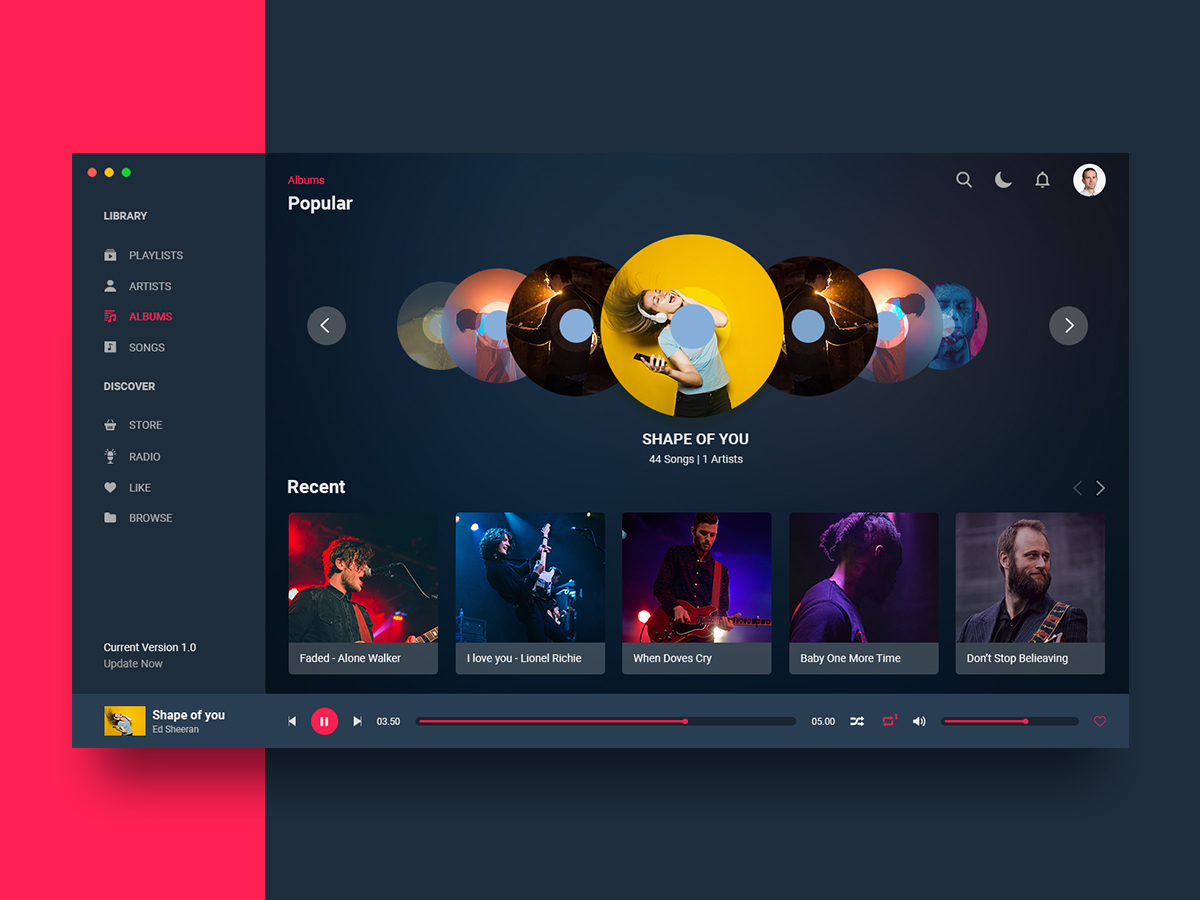 LIBRARY
PLAYLISTS
ARTISTS
ALBUMS
SONGS
DISCOVER
STORE
RADIO
LIKE
BROWSE
Current Version 1.0
Update Now
Albums
Popular
SHAPE OF YOU
44 Songs | 1 Artists
Recent
Faded - Alone Walker
I love you - Lionel Richie
When Doves Cry
Baby One More Time
Don't Stop Belieaving
Shape of you
Ed Sheeran
03.50
05.00
1